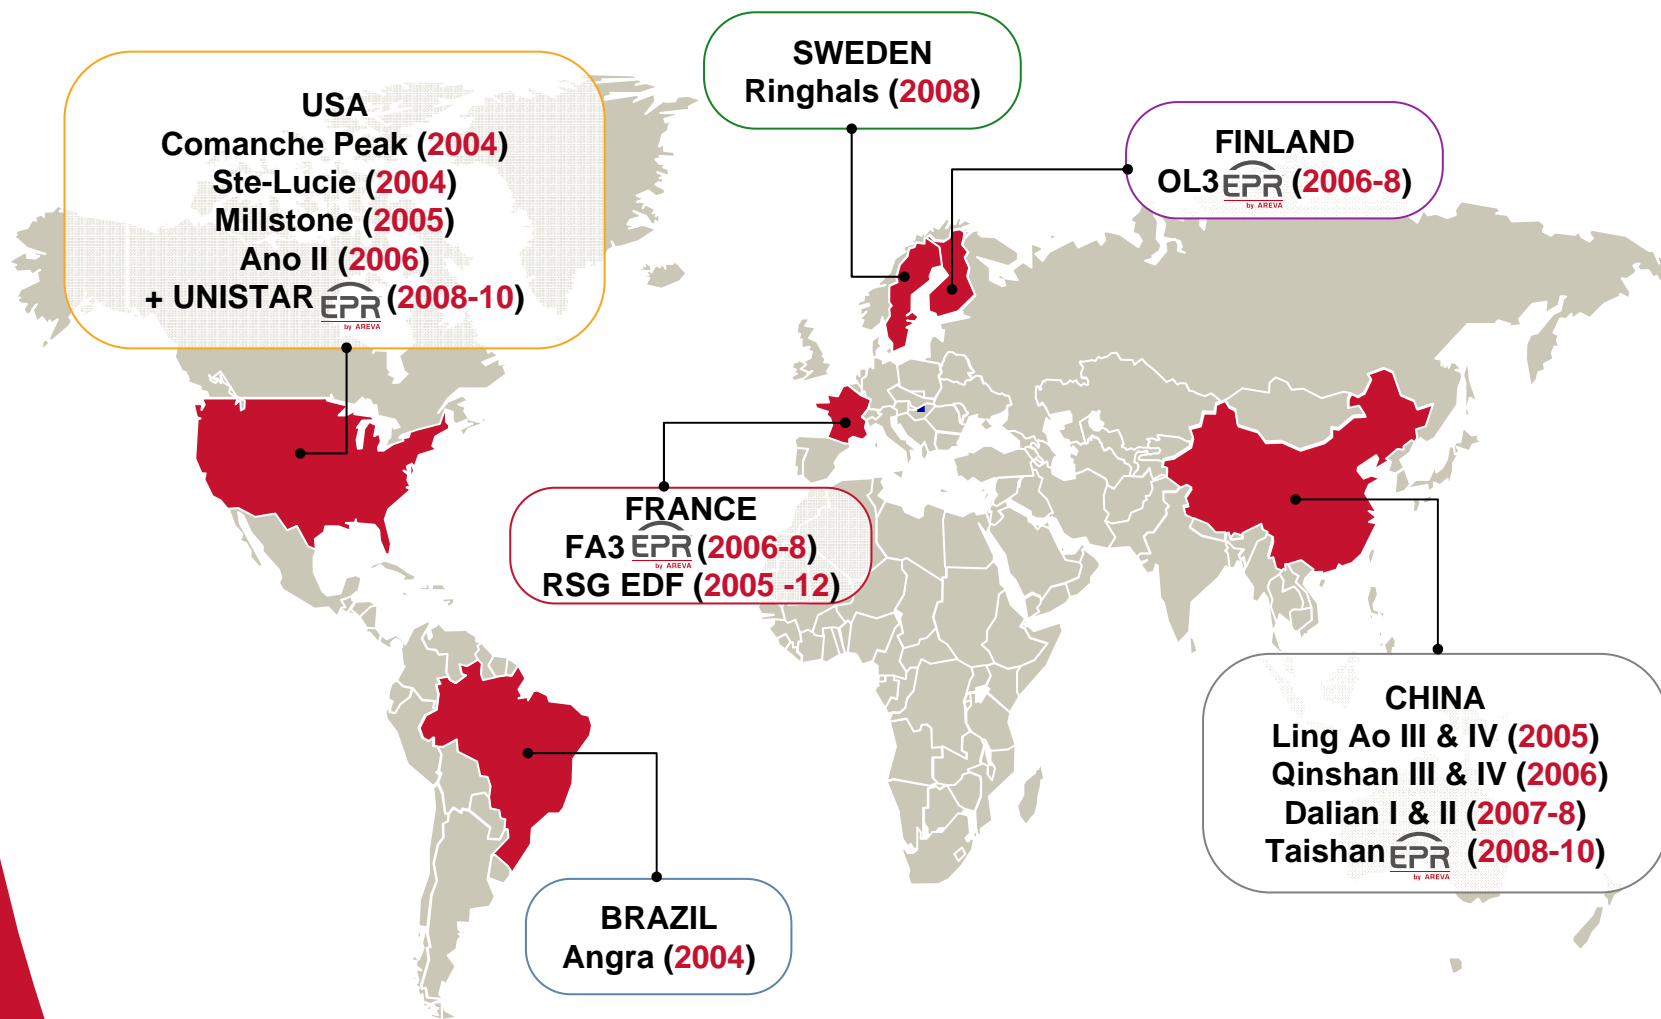 USA
Comanche Peak (2004)
Ste-Lucie (2004)
Millstone (2005)
Ano II (2006)
+ UNISTAR EPR (2008-10)
by AREVA
SWEDEN
Ringhals (2008)
FINLAND
OL3 EPR (2006-8)
by AREVA
FRANCE
FA3 EPR (2006-8)
by AREVA
RSG EDF (2005 -12)
CHINA
Ling Ao III & IV (2005)
Qinshan III & IV (2006)
Dalian I & II (2007-8)
Taishan EPR (2008-10)
by AREVA
BRAZIL
Angra (2004)